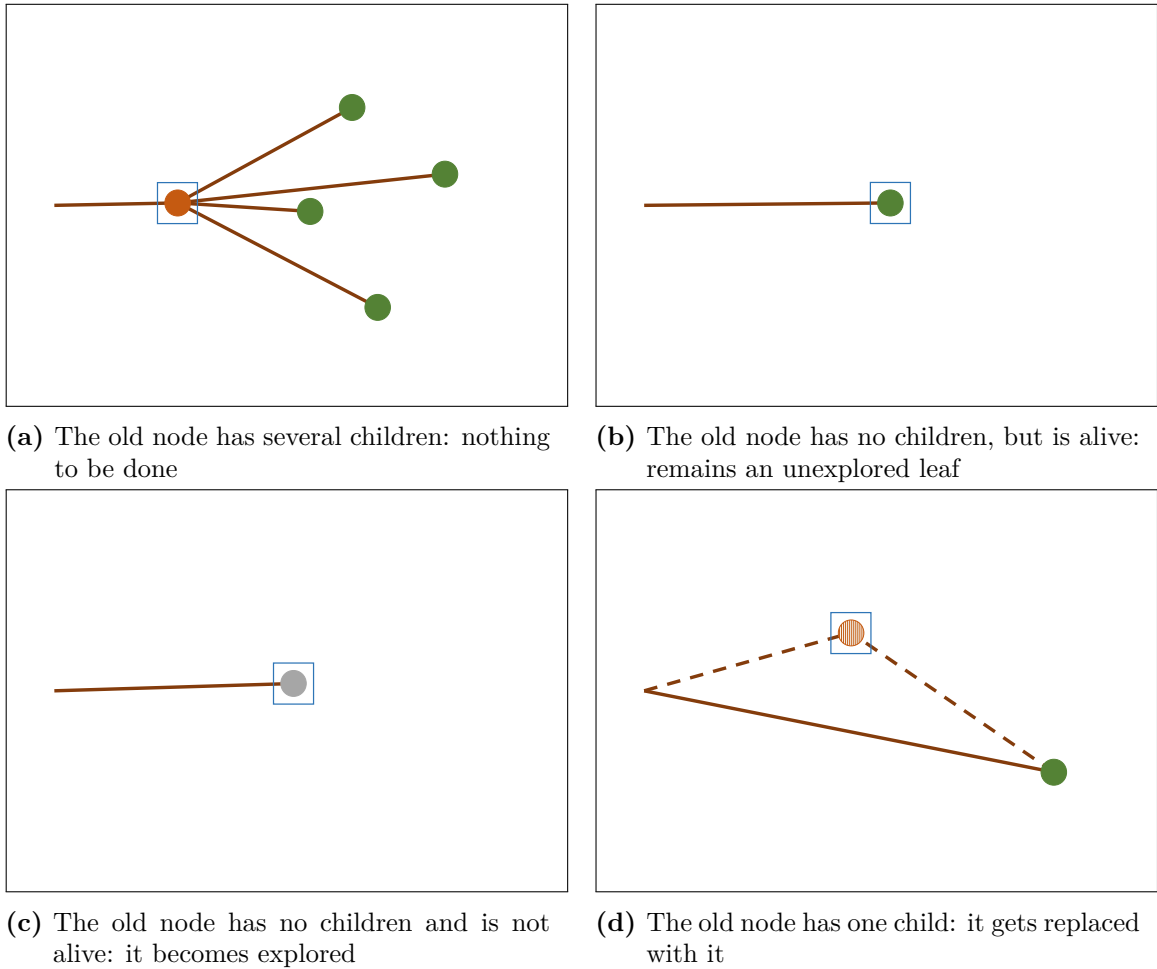 (a) The old node has several children: nothing
to be done
(b) The old node has no children, but is alive:
remains an unexplored leaf
(c) The old node has no children and is not
alive: it becomes explored
(d) The old node has one child: it gets replaced
with it